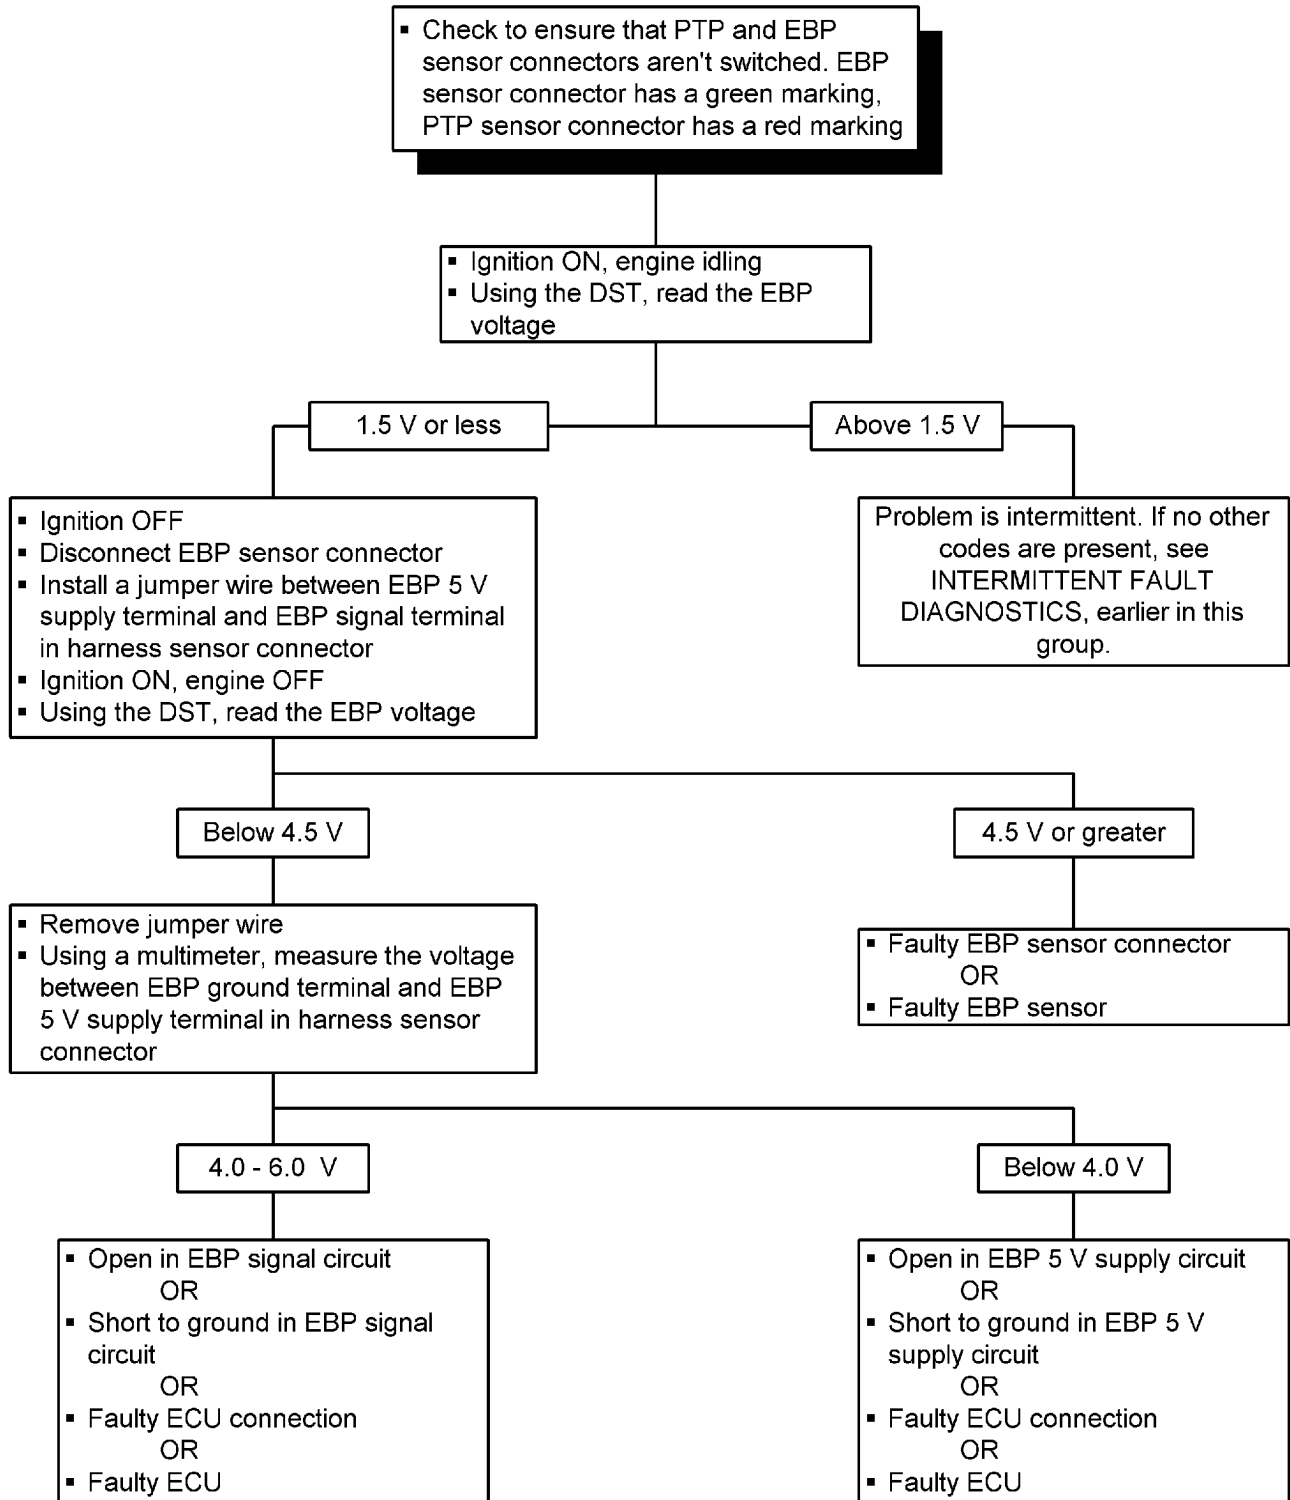 ▪ Check to ensure that PTP and EBP
sensor connectors aren't switched. EBP
sensor connector has a green marking,
PTP sensor connector has a red marking
▪ Ignition ON, engine idling
▪ Using the DST, read the EBP
voltage
1.5 V or less
Above 1.5 V
▪ Ignition OFF
▪ Disconnect EBP sensor connector
▪ Install a jumper wire between EBP 5 V
supply terminal and EBP signal terminal
in harness sensor connector
▪ Ignition ON, engine OFF
▪ Using the DST, read the EBP voltage
Problem is intermittent. If no other
codes are present, see
INTERMITTENT FAULT
DIAGNOSTICS, earlier in this
group.
Below 4.5 V
4.5 V or greater
▪ Remove jumper wire
▪ Using a multimeter, measure the voltage
between EBP ground terminal and EBP
5 V supply terminal in harness sensor
connector
▪ Faulty EBP sensor connector
OR
▪ Faulty EBP sensor
4.0 - 6.0 V
Below 4.0 V
▪ Open in EBP signal circuit
OR
▪ Short to ground in EBP signal
circuit
OR
▪ Faulty ECU connection
OR
▪ Faulty ECU
▪ Open in EBP 5 V supply circuit
OR
▪ Short to ground in EBP 5 V
supply circuit
OR
▪ Faulty ECU connection
OR
▪ Faulty ECU